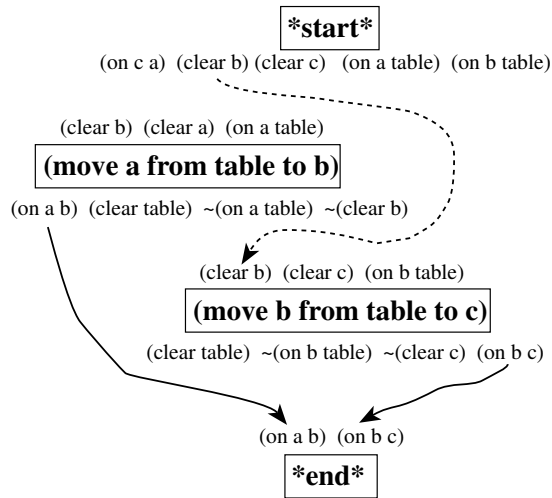 *start*
(on c a) (clear b) (clear c) (on a table) (on b table)
(clear b) (clear a) (on a table)
(move a from table to b)
(on a b) (clear table) ~(on a table) ~(clear b)
(clear b) (clear c) (on b table)
(move b from table to c)
(clear table) ~(on b table) ~(clear c) (on b c)
(on a b) (on b c)
*end*